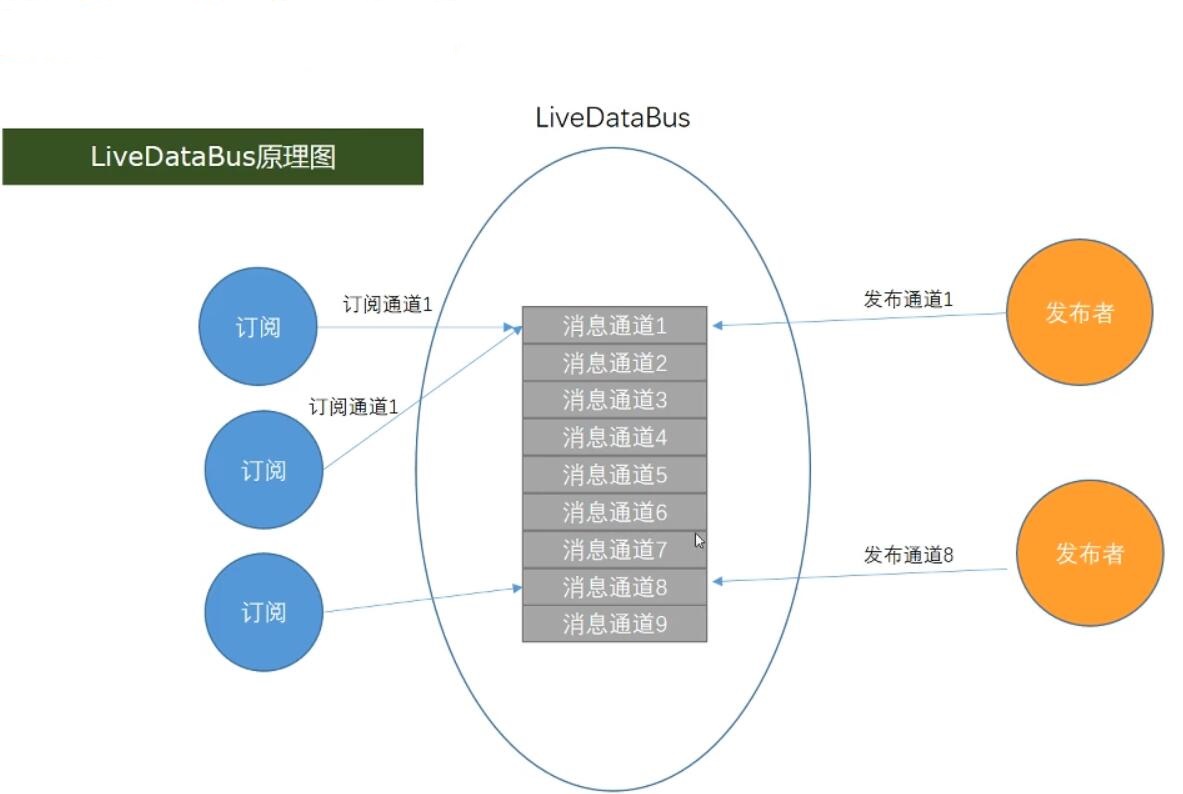 LiveDataBus
LiveDataBus原理图
订阅
订阅通道1
订阅
订阅通道1
订阅
消息通道1
消息通道2
消息通道3
消息通道4
消息通道5
消息通道6
消息通道7
消息通道8
消息通道9
发布通道1
发布者
发布通道8
发布者